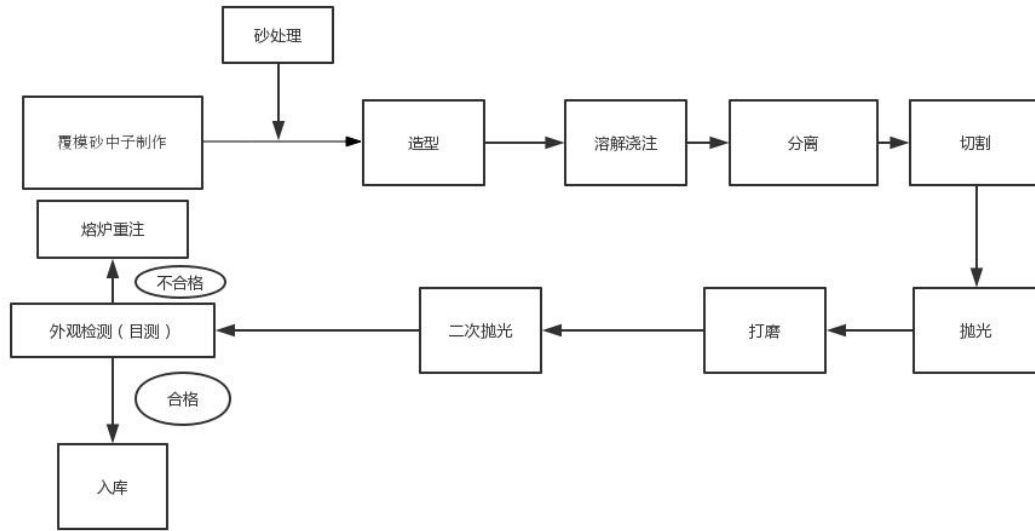 砂处理
覆模砂中子制作
造型
溶解浇注
分离
切割
熔炉重注
不合格
外观检测（目测）
二次抛光
打磨
抛光
合格
入库